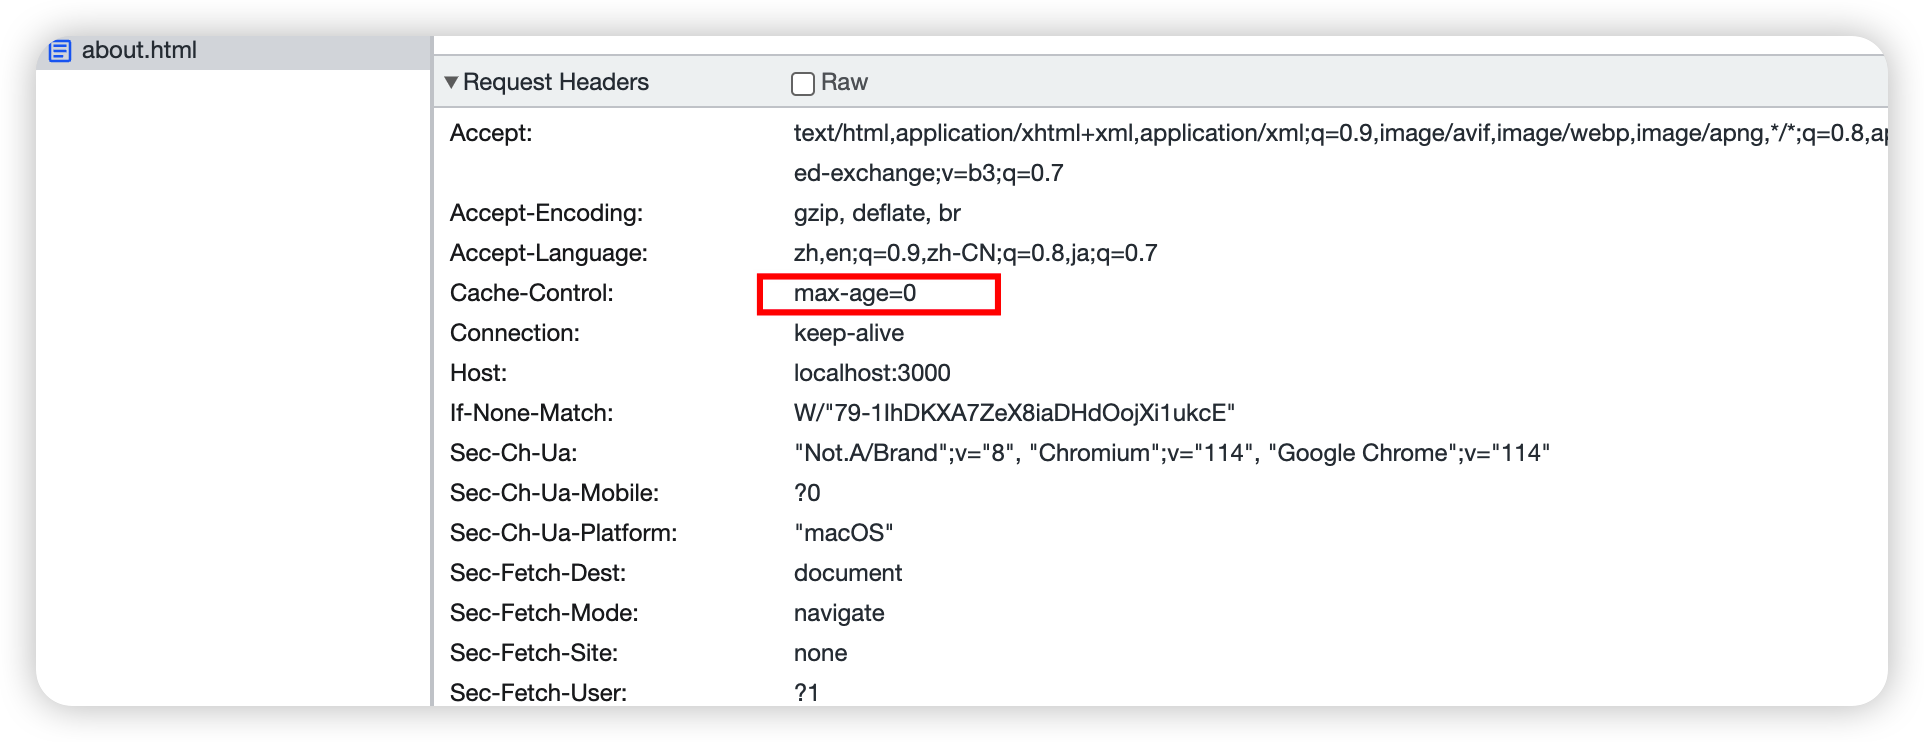 about.html
Request Headers Raw
Accept: text/html,application/xhtml+xml,application/xml;q=0.9,image/avif,image/webp,image/apng,*/*;q=0.8,ap
ed-exchange;v=b3;q=0.7
Accept-Encoding: gzip, deflate, br
Accept-Language: zh,en;q=0.9,zh-CN;q=0.8,ja;q=0.7
Cache-Control: max-age=0
Connection: keep-alive
Host: localhost:3000
If-None-Match: W/"79-1IhDKXA7ZeX8iaDHdOojXi1ukcE"
Sec-Ch-Ua: "Not.A/Brand";v="8", "Chromium";v="114", "Google Chrome";v="114"
Sec-Ch-Ua-Mobile: ?0
Sec-Ch-Ua-Platform: "macOS"
Sec-Fetch-Dest: document
Sec-Fetch-Mode: navigate
Sec-Fetch-Site: none
Sec-Fetch-User: ?1